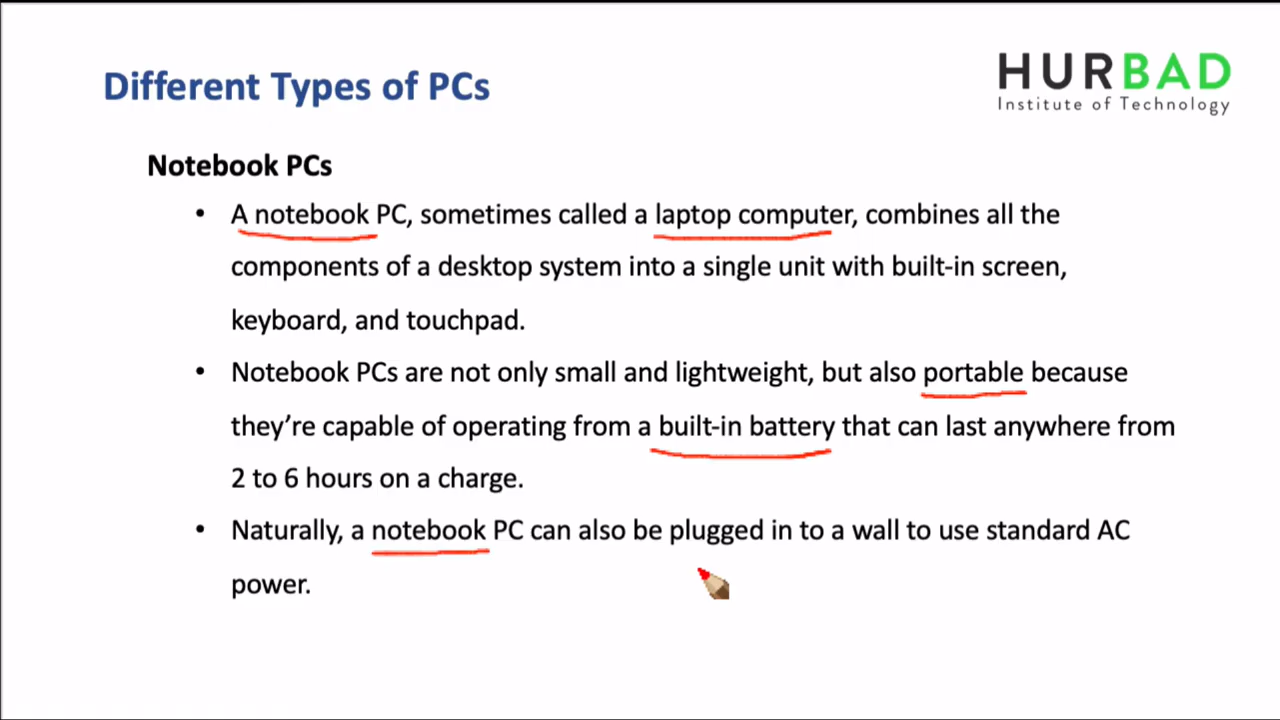 Different Types of PCs
HURBAD
Institute of Technology
Notebook PCs
• A notebook PC, sometimes called a laptop computer, combines all the
components of a desktop system into a single unit with built-in screen,
keyboard, and touchpad.
• Notebook PCs are not only small and lightweight, but also portable because
they’re capable of operating from a built-in battery that can last anywhere from
2 to 6 hours on a charge.
• Naturally, a notebook PC can also be plugged in to a wall to use standard AC
power.